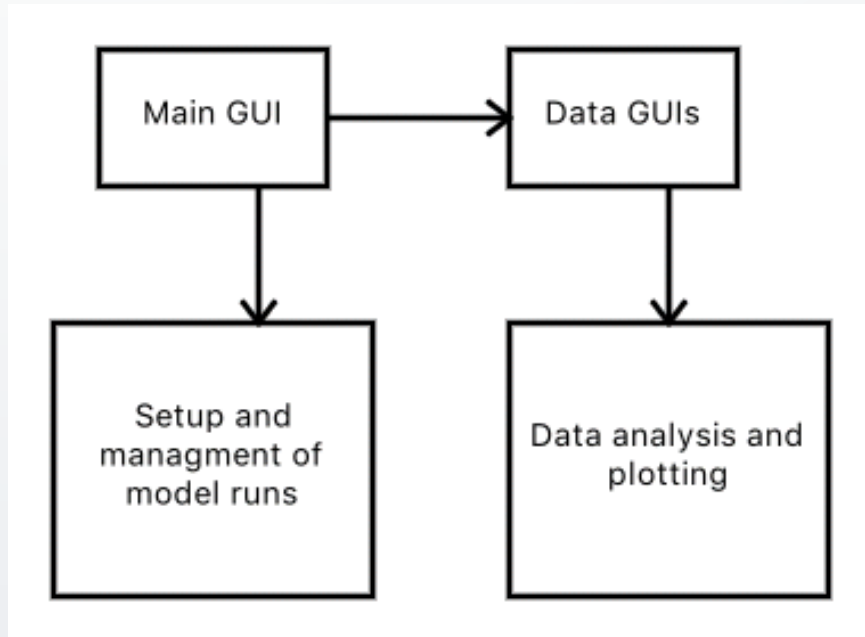 Main GUI
Data GUIs
Setup and
managment of
model runs
Data analysis and
plotting